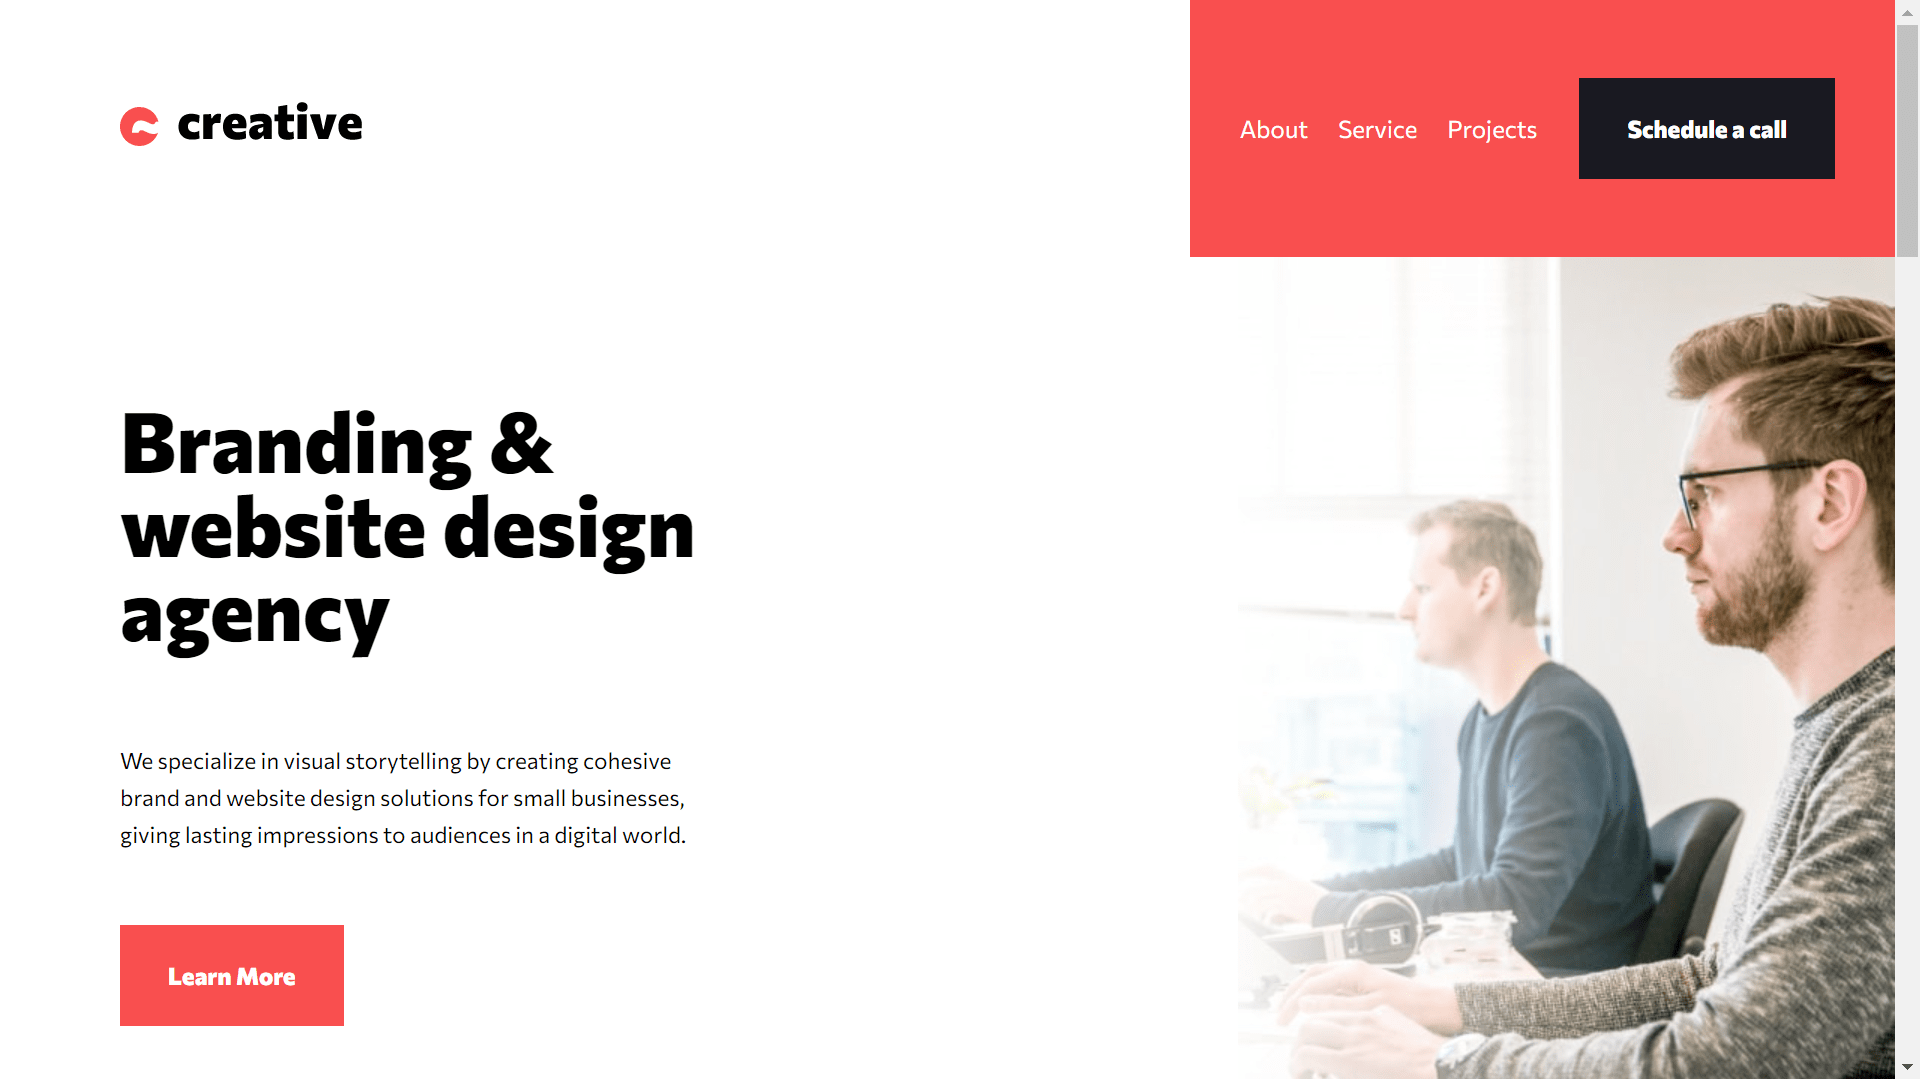 creative
About
Service
Projects
Schedule a call
Branding &
website design
agency
We specialize in visual storytelling by creating cohesive
brand and website design solutions for small businesses,
giving lasting impressions to audiences in a digital world.
Learn More